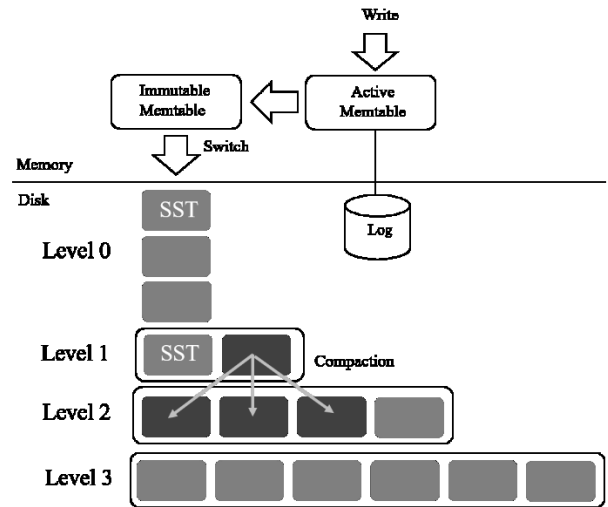 Write
Immutable
Memtable
Active
Memtable
Switch
Memory
Disk
SST
Log
Level 0
Level 1
SST
Compaction
Level 2
Level 3